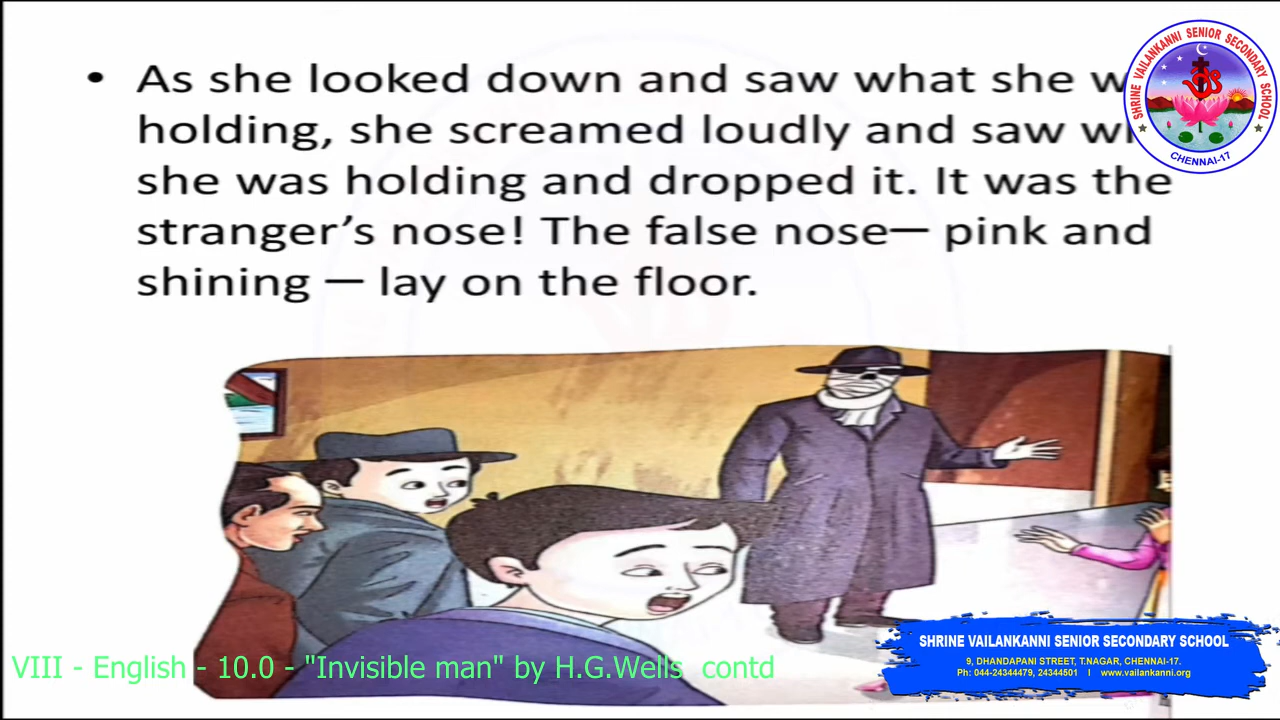 • As she looked down and saw what she
holding, she screamed loudly and saw
she was holding and dropped it. It was the
stranger's nose! The false nose— pink and
shining — lay on the floor.
SHRINE VAILANKANNI SENIOR SECONDARY SCHOOL
CHENNAI-17
VIII - English - 10.0 - "Invisible man" by H.G.Wells contd
SHRINE VAILANKANNI SENIOR SECONDARY SCHOOL
9, DHANDAPANI STREET, T.NAGAR, CHENNAI-17.
Ph: 044-24344479, 24344501 I www.vailankanni.org